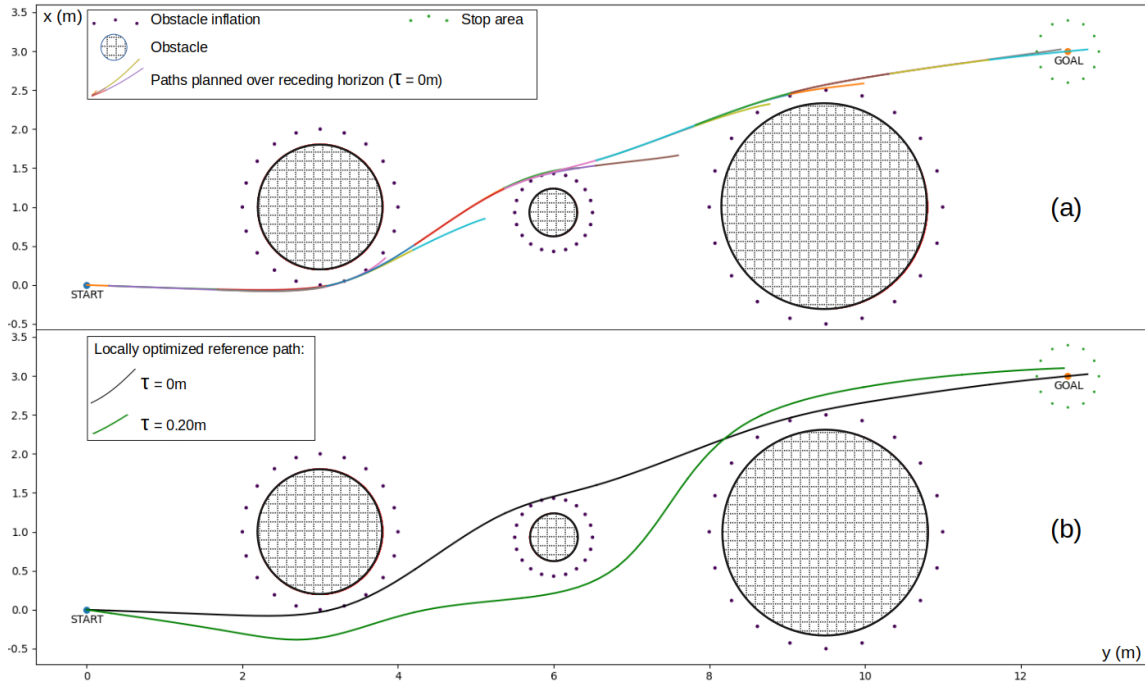 x (m)
3.5
3.0
2.5
2.0
1.5
1.0
0.5
0.0
-0.5
Obstacle inflation
Stop area
Obstacle
Paths planned over receding horizon (τ = 0m)
GOAL
START
(a)
3.5
3.0
2.5
2.0
1.5
1.0
0.5
0.0
-0.5
Locally optimized reference path:
τ = 0m
τ = 0.20m
GOAL
START
(b)
y (m)
0 2 4 6 8 10 12